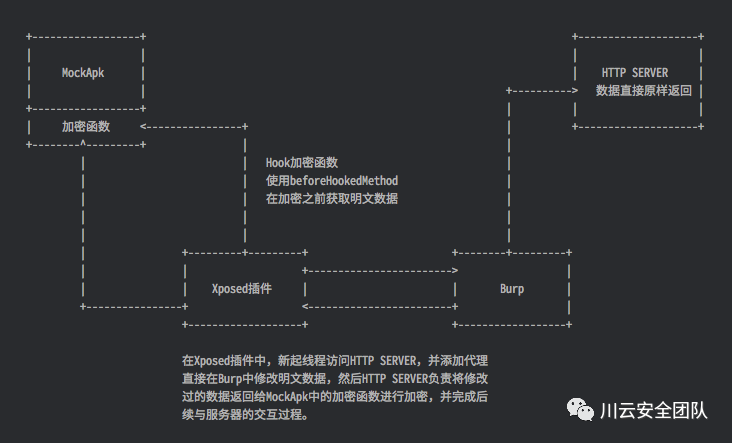 MockApk
HTTP SERVER
数据直接原样返回
加密函数
Hook加密函数
使用beforeHookedMethod
在加密之前获取明文数据
Xposed插件
Burp
在Xposed插件中，新起线程访问HTTP SERVER，并添加代理
直接在Burp中修改明文数据，然后HTTP SERVER负责将修改
过的数据返回给MockApk中的加密函数进行加密，并完成后
续与服务器的交互过程。
川云安全团队